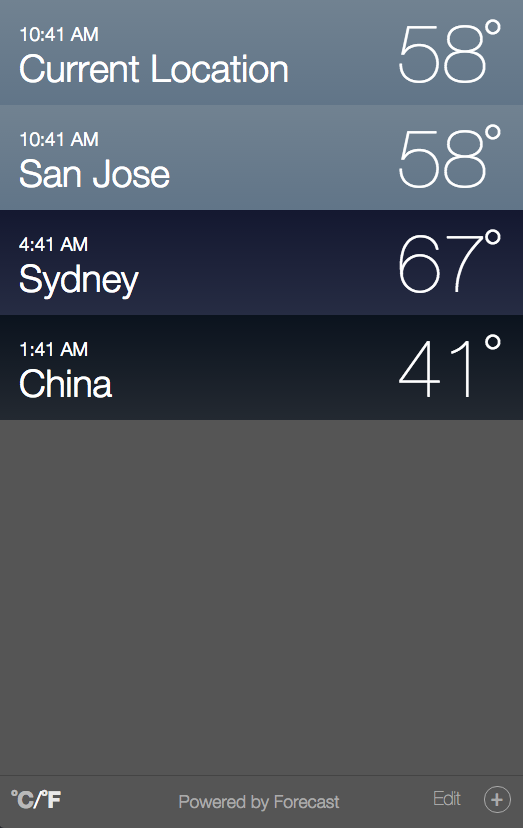 10:41 AM
Current Location
58°
10:41 AM
San Jose
58°
4:41 AM
Sydney
67°
1:41 AM
China
41°
°C/°F
Powered by Forecast
Edit
+